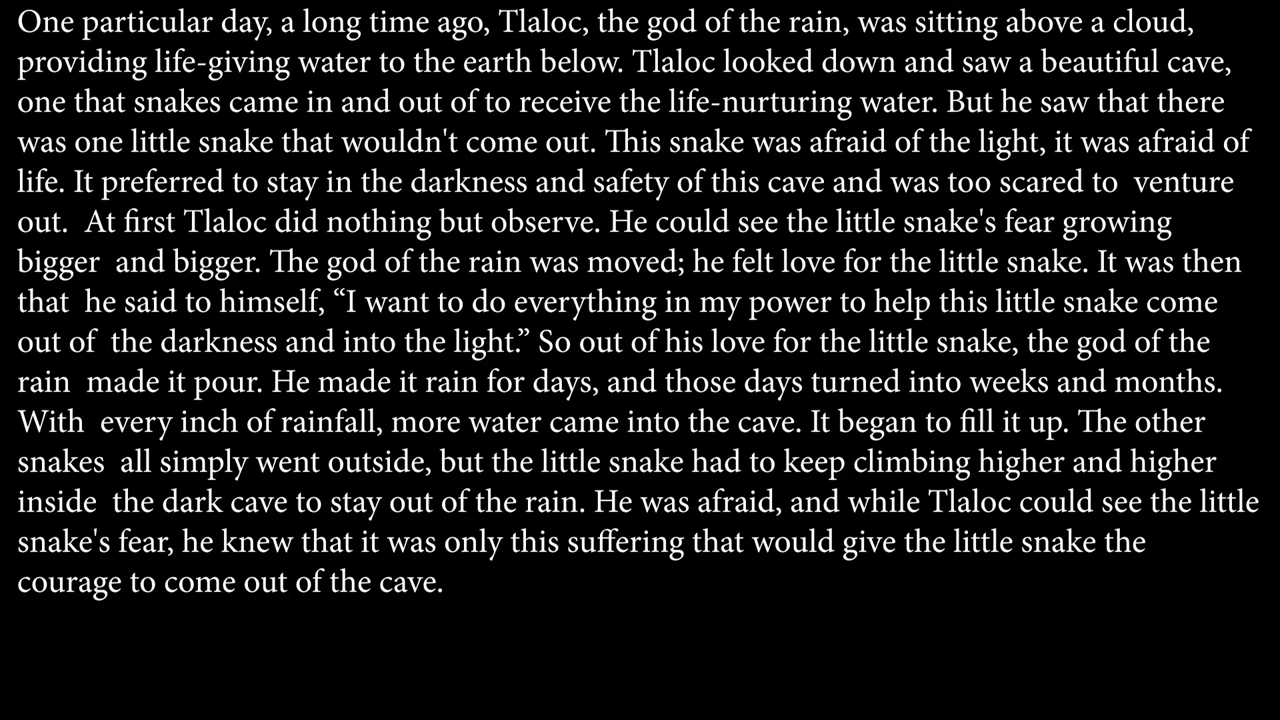 One particular day, a long time ago, Tlaloc, the god of the rain, was sitting above a cloud,
providing life-giving water to the earth below. Tlaloc looked down and saw a beautiful cave,
one that snakes came in and out of to receive the life-nurturing water. But he saw that there
was one little snake that wouldn't come out. This snake was afraid of the light, it was afraid of
life. It preferred to stay in the darkness and safety of this cave and was too scared to  venture
out.  At first Tlaloc did nothing but observe. He could see the little snake's fear growing
bigger  and bigger. The god of the rain was moved; he felt love for the little snake. It was then
that  he said to himself, “I want to do everything in my power to help this little snake come
out of  the darkness and into the light.” So out of his love for the little snake, the god of the
rain  made it pour. He made it rain for days, and those days turned into weeks and months.
With  every inch of rainfall, more water came into the cave. It began to fill it up. The other
snakes  all simply went outside, but the little snake had to keep climbing higher and higher
inside  the dark cave to stay out of the rain. He was afraid, and while Tlaloc could see the little
snake's fear, he knew that it was only this suffering that would give the little snake the
courage to come out of the cave.